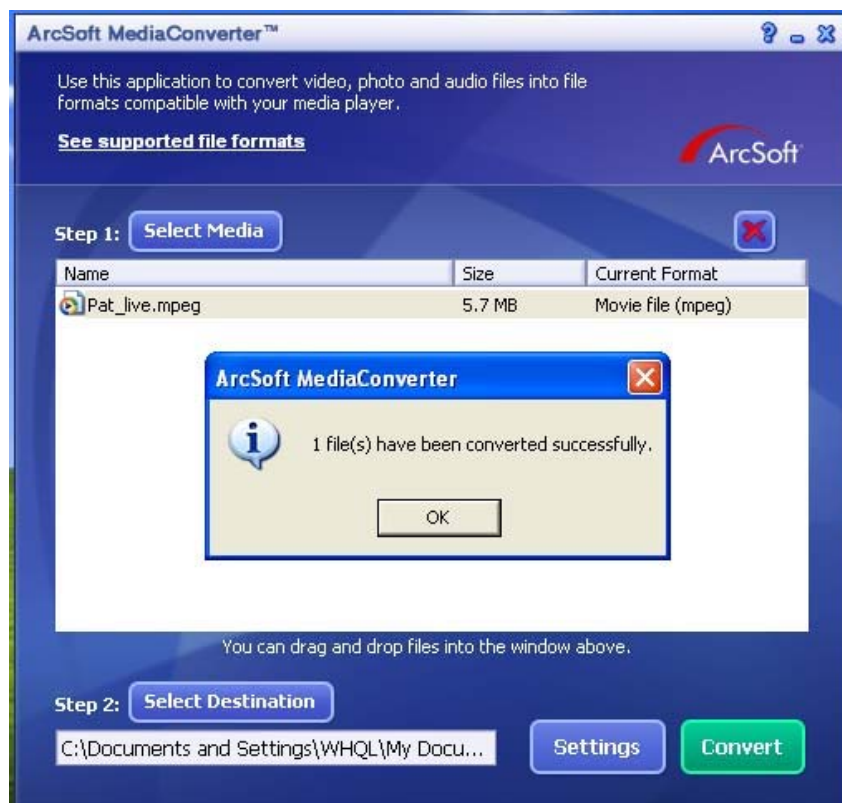 ArcSoft MediaConverter™
Use this application to convert video, photo and audio files into file
formats compatible with your media player.
See supported file formats
ArcSoft
Step 1: Select Media
Name Size Current Format
Pat_live.mpeg 5.7 MB Movie file (mpeg)
ArcSoft MediaConverter
1 file(s) have been converted successfully.
OK
You can drag and drop files into the window above.
Step 2: Select Destination
C:\Documents and Settings\WHQL\My Docu...
Settings
Convert